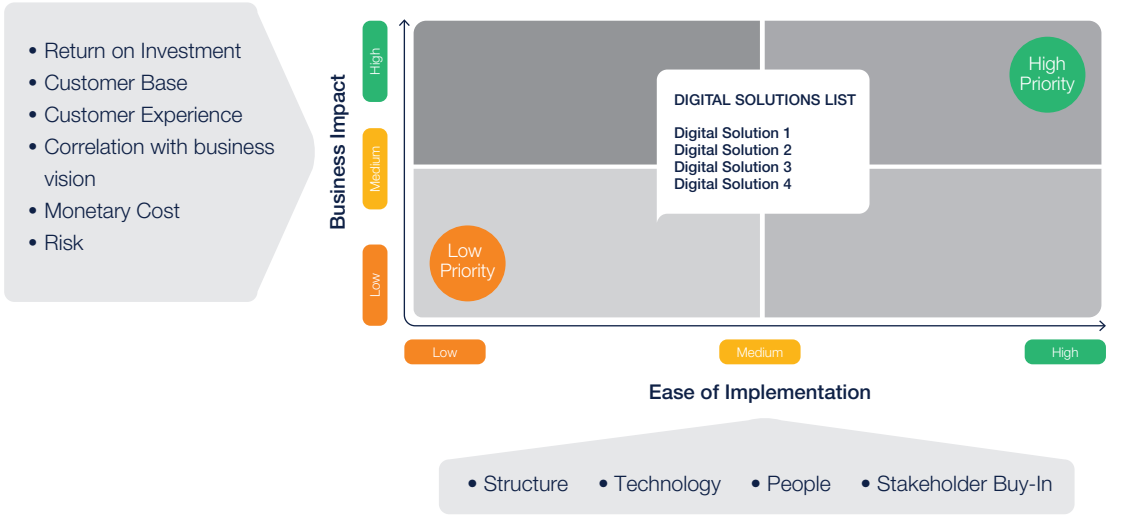 • Return on Investment
• Customer Base
• Customer Experience
• Correlation with business
vision
• Monetary Cost
• Risk
Business Impact
High
Medium
Low
High
Priority
DIGITAL SOLUTIONS LIST
Digital Solution 1
Digital Solution 2
Digital Solution 3
Digital Solution 4
Low
Priority
Low
Medium
High
Ease of Implementation
• Structure • Technology • People • Stakeholder Buy-In